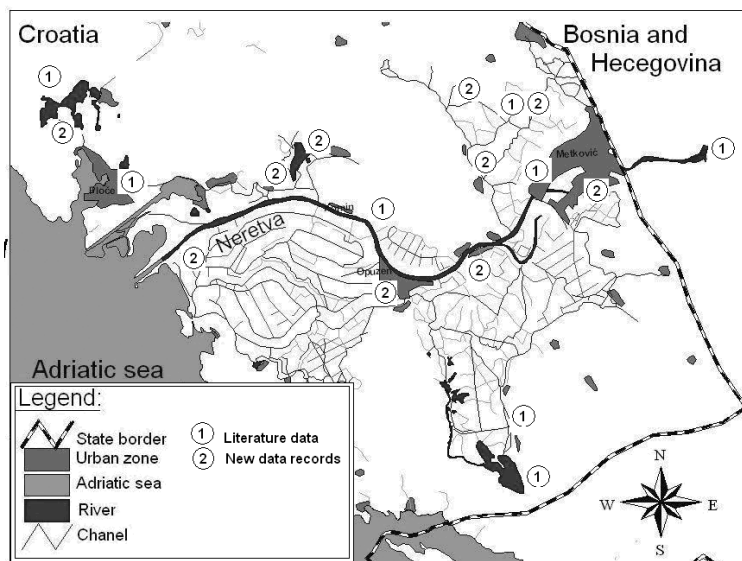 Croatia
Bosnia and
Hecegovina
1
2
1
2
2
2
1
2
2
1
Metković
1
2
Ploče
1
Komin
1
Neretva
2
Opuzen
2
2
1
1
Adriatic sea
Legend:
State border
Urban zone
Adriatic sea
River
Chanel
1 Literature data
2 New data records
N
W E
S